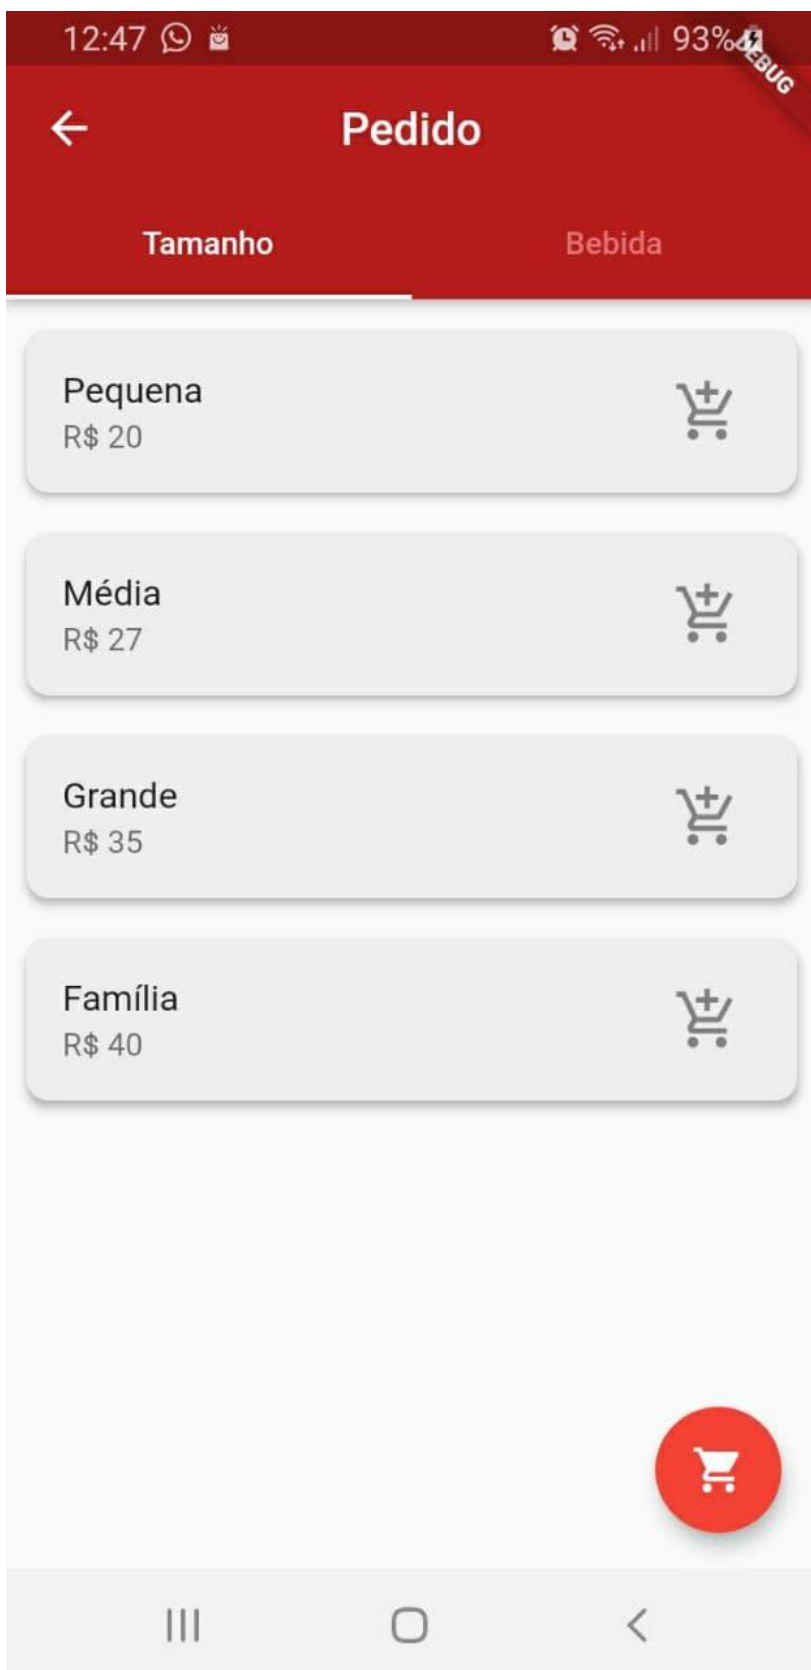 12:47 93%
DEBUG
Pedido
Tamanho Bebida
Pequena
R$ 20
Média
R$ 27
Grande
R$ 35
Família
R$ 40